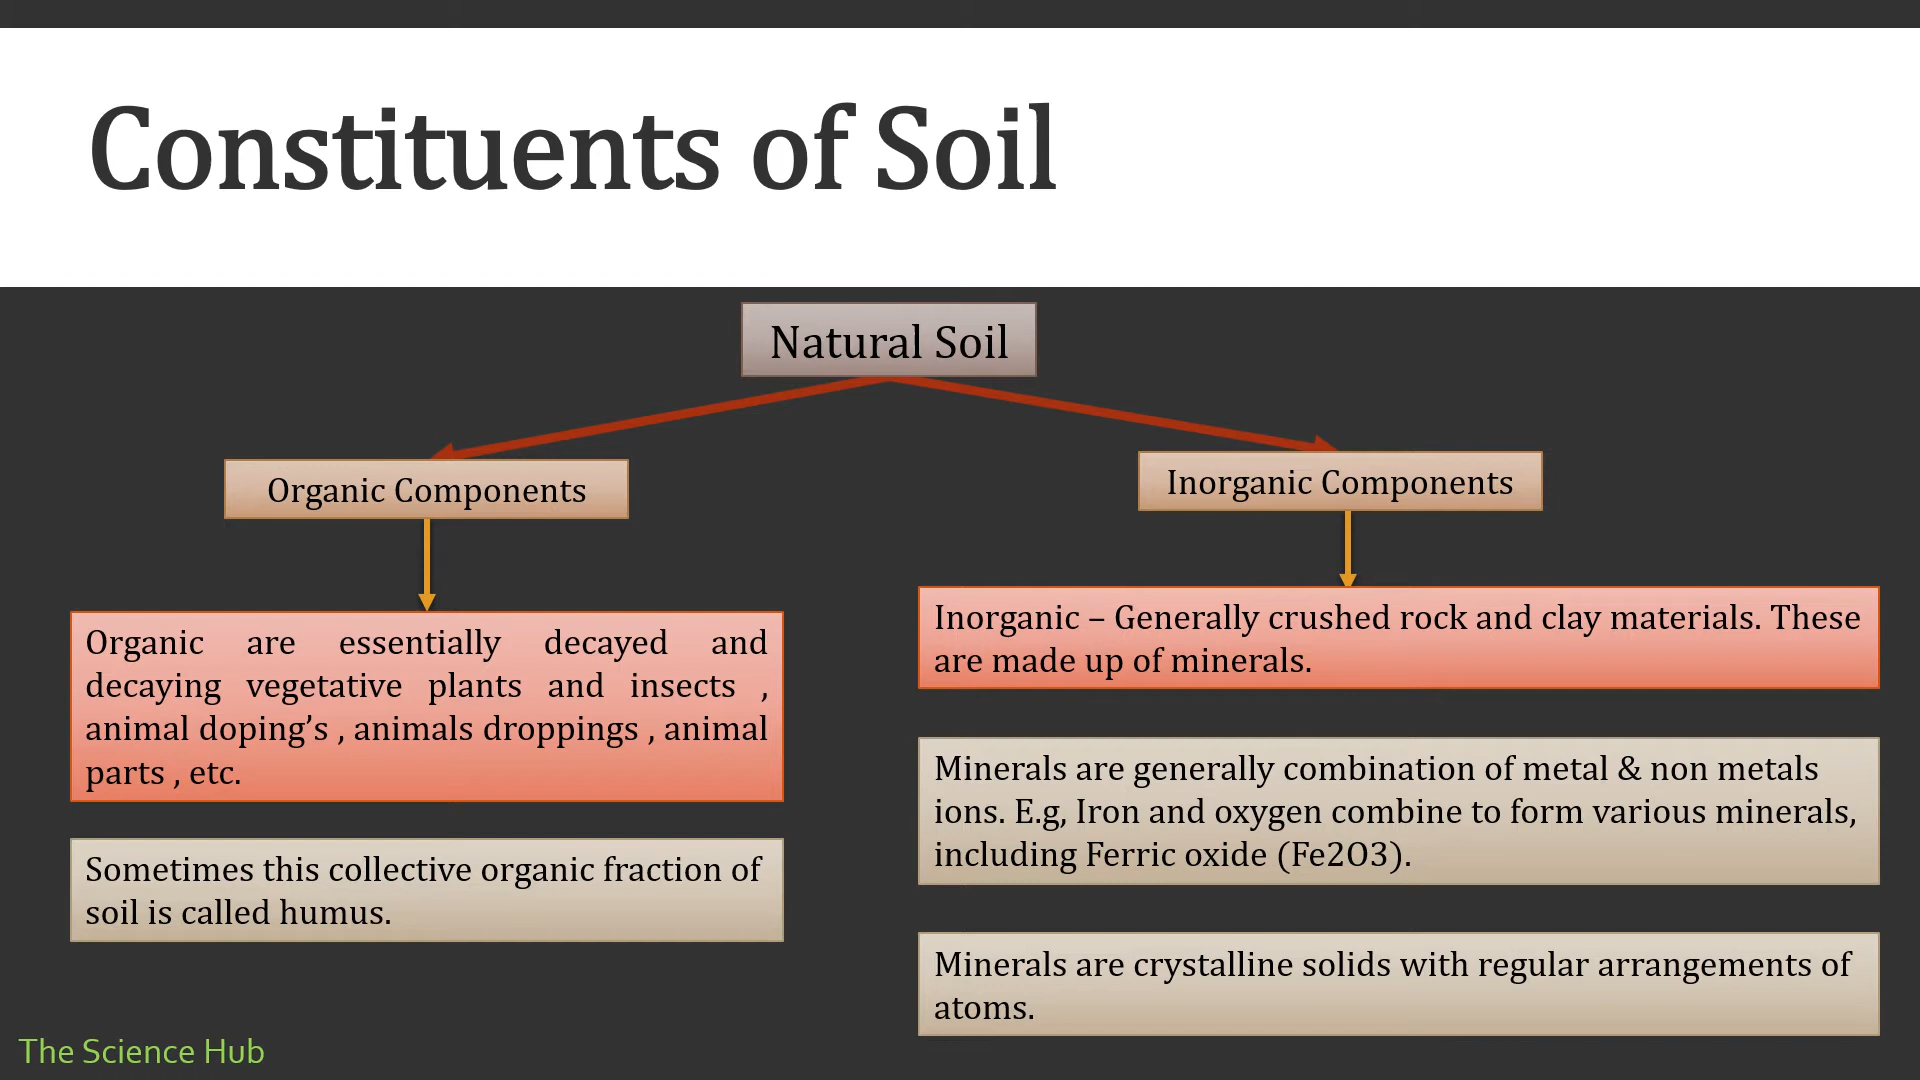 Constituents of Soil
Natural Soil
Organic Components
Organic are essentially decayed and
decaying vegetative plants and insects ,
animal doping’s , animals droppings , animal
parts , etc.
Sometimes this collective organic fraction of
soil is called humus.
Inorganic Components
Inorganic – Generally crushed rock and clay materials. These
are made up of minerals.
Minerals are generally combination of metal & non metals
ions. E.g, Iron and oxygen combine to form various minerals,
including Ferric oxide (Fe2O3).
Minerals are crystalline solids with regular arrangements of
atoms.
The Science Hub